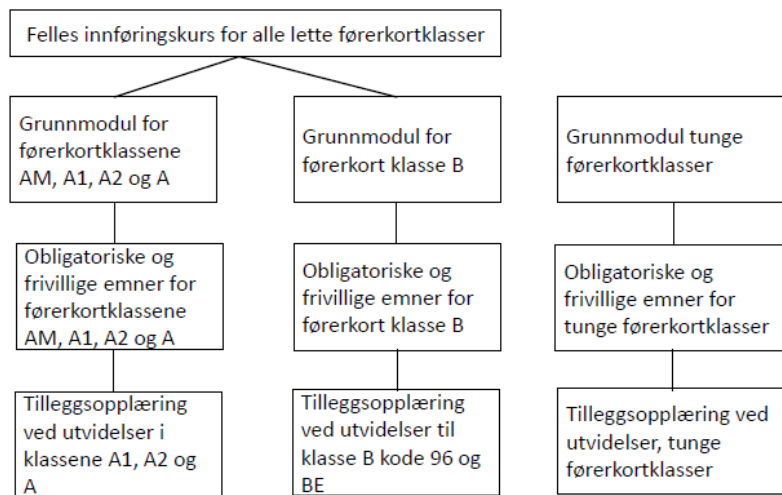 Felles innføringskurs for alle lette førerkortklasser
Grunnmodul for
førerkortklassene
AM, A1, A2 og A
Grunnmodul for
førerkort klasse B
Grunnmodul tunge
førerkortklasser
Obligatoriske og
frivillige emner for
førerkortklassene
AM, A1, A2 og A
Obligatoriske og
frivillige emner for
førerkort klasse B
Obligatoriske og
frivillige emner for
tunge førerkortklasser
Tilleggsopplæring
ved utvidelser i
klassene A1, A2 og
A
Tilleggsopplæring
ved utvidelser til
klasse B kode 96 og
BE
Tilleggsopplæring ved
utvidelser, tunge
førerkortklasser